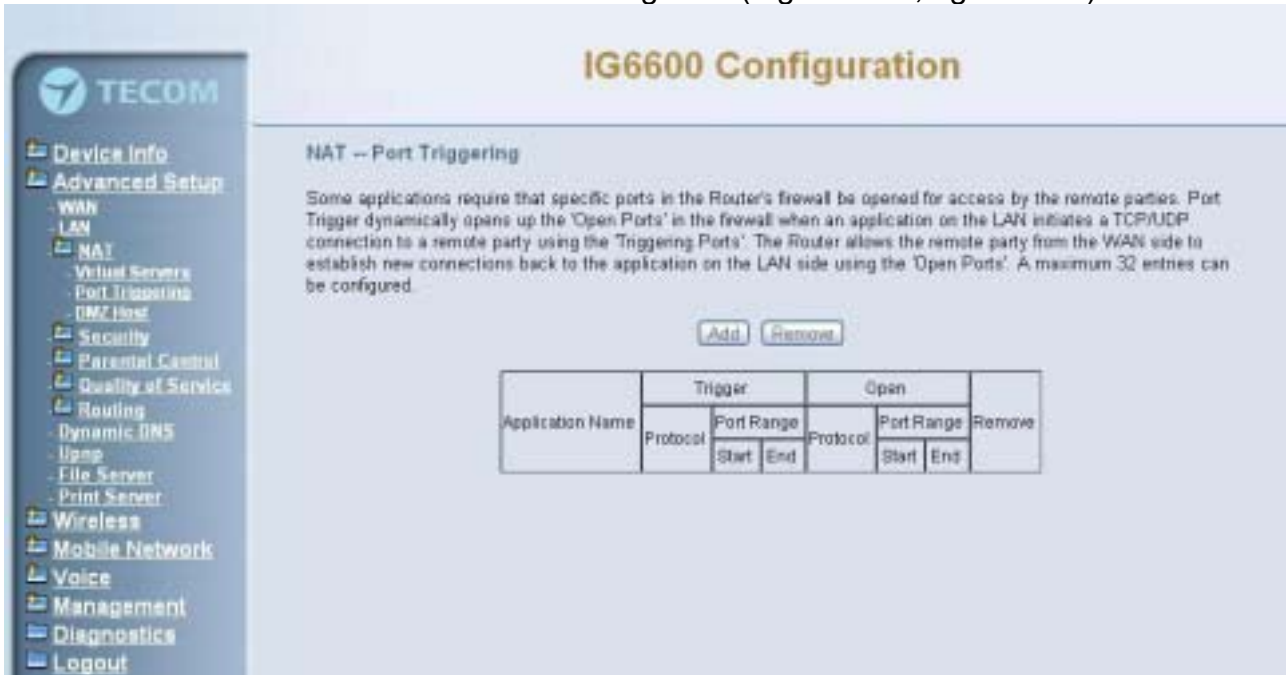 IG6600 Configuration
TECOM
Device Info
Advanced Setup
- WAN
- LAN
- NAT
- Virtual Servers
- Port Triggering
- DMZ Host
- Security
- Parental Control
- Quality of Service
- Routing
- Dynamic DNS
- Upnp
- File Server
- Print Server
Wireless
Mobile Network
Voice
Management
Diagnostics
Logout
NAT -- Port Triggering
Some applications require that specific ports in the Router's firewall be opened for access by the remote parties. Port
Trigger dynamically opens up the 'Open Ports' in the firewall when an application on the LAN initiates a TCP/UDP
connection to a remote party using the 'Triggering Ports'. The Router allows the remote party from the WAN side to
establish new connections back to the application on the LAN side using the 'Open Ports'. A maximum 32 entries can
be configured.
Add Remove
Application Name Trigger Open Remove
Protocol Port Range Protocol Port Range
Start End Start End